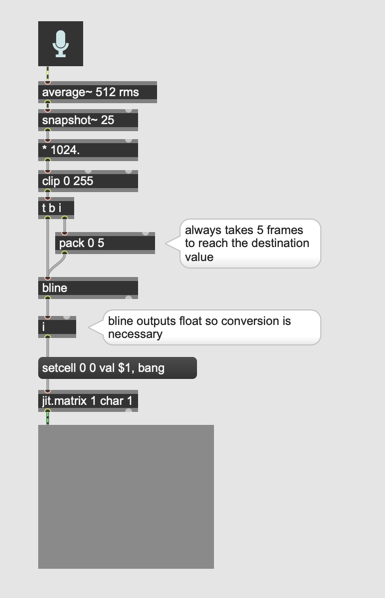 average~ 512 rms
snapshot~ 25
* 1024.
clip 0 255
t b i
pack 0 5
always takes 5 frames
to reach the destination
value
bline
i
bline outputs float so conversion is
necessary
setcell 0 0 val $1, bang
jit.matrix 1 char 1